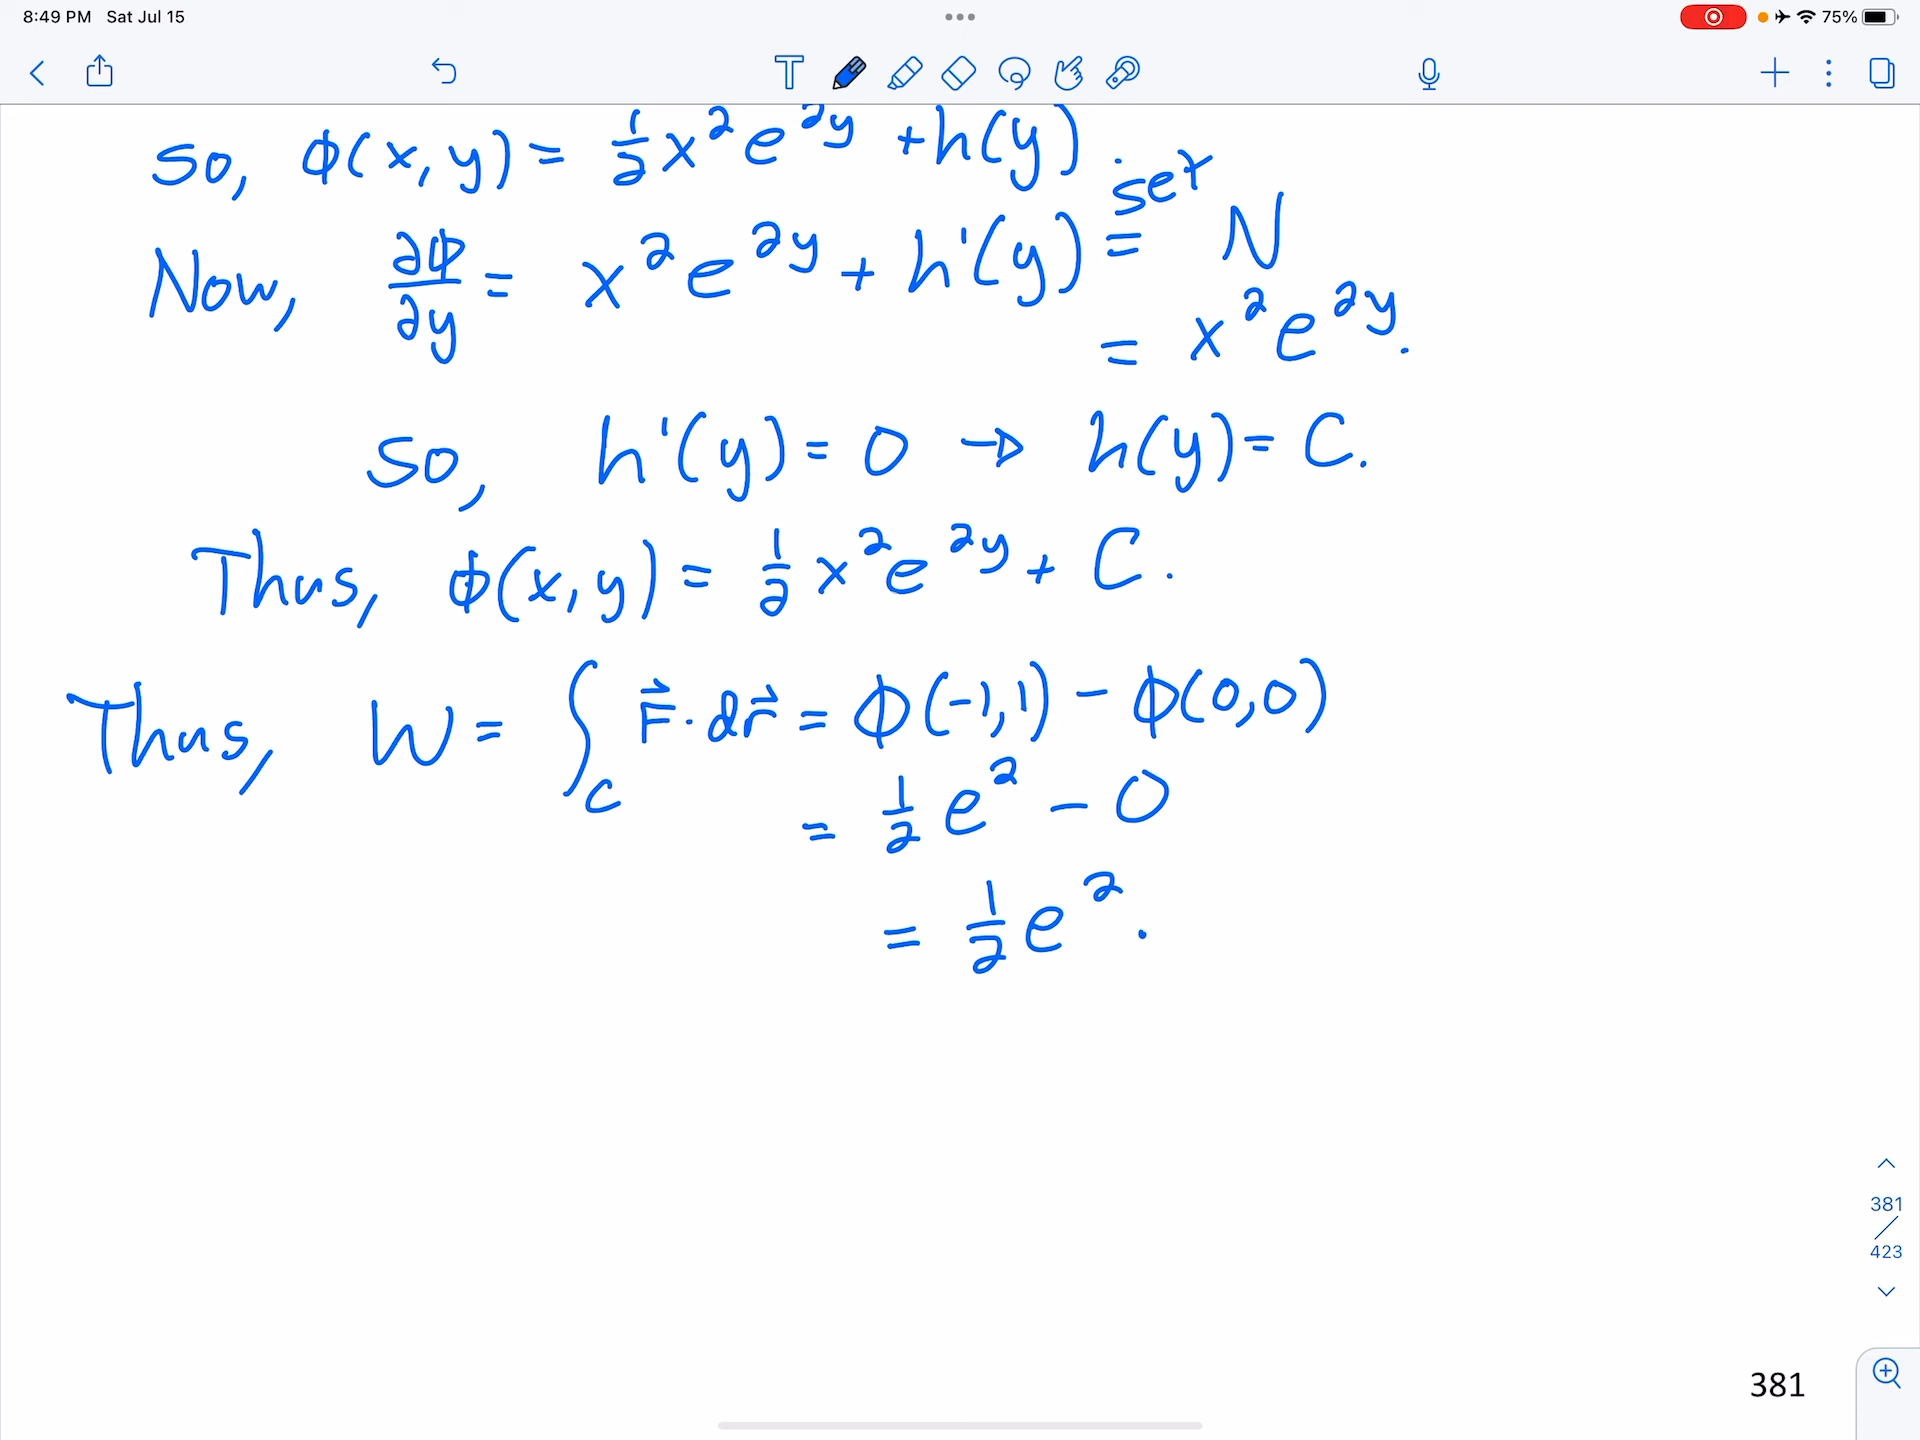 8:49 PM Sat Jul 15
75%
T
So, ϕ(x,y) = ½x²e^{2y} + h(y).
Now, ∂ϕ/∂y = x²e^{2y} + h'(y) =^{set} N
= x²e^{2y}.
So, h'(y) = 0 → h(y) = C.
Thus, ϕ(x,y) = ½x²e^{2y} + C.
Thus, W = ∫_C F⃗·dr⃗ = ϕ(-1,1) - ϕ(0,0)
= ½e² - 0
= ½e².
381
/
423
381